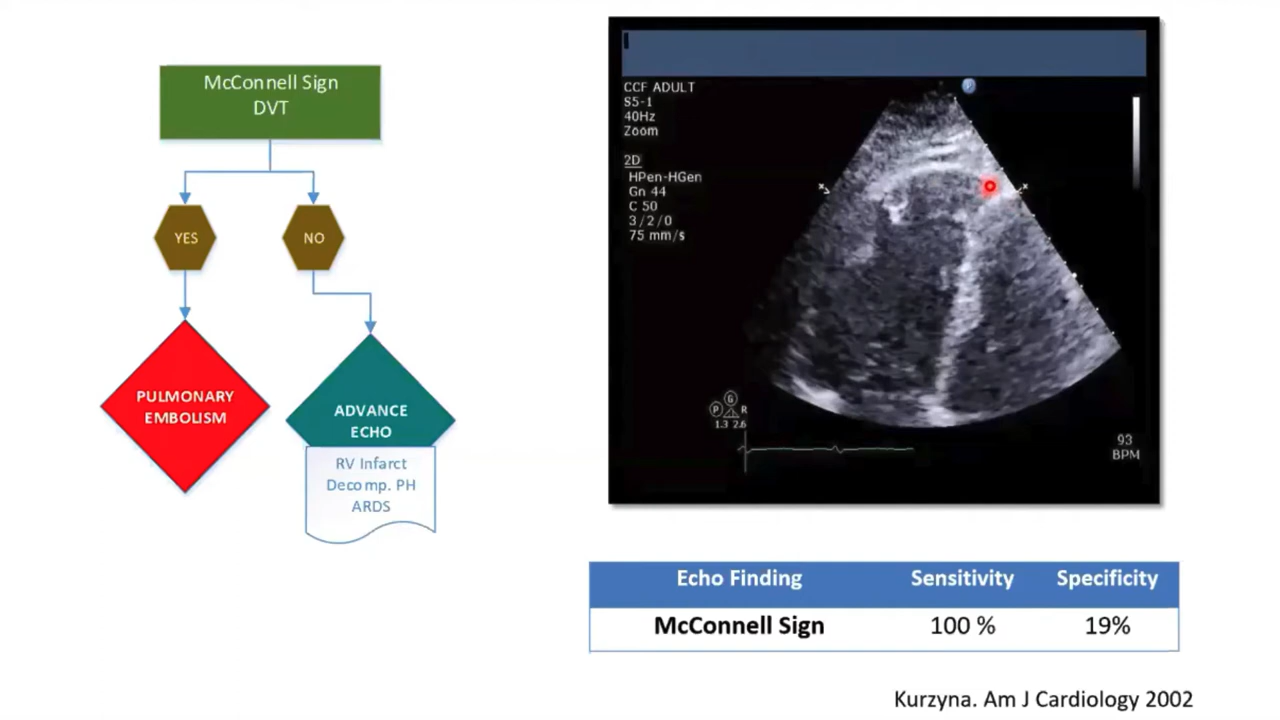 McConnell Sign
DVT
YES
NO
PULMONARY
EMBOLISM
ADVANCE
ECHO
RV Infarct
Decomp. PH
ARDS
CCF ADULT
S5-1
40Hz
Zoom
2D
HPen-HGen
Gn 44
C 50
3/2/0
75 mm/s
x
x
P
G
P
R
1.3 2.6
93
BPM
Echo Finding Sensitivity Specificity
McConnell Sign 100 % 19%
Kurzyna. Am J Cardiology 2002